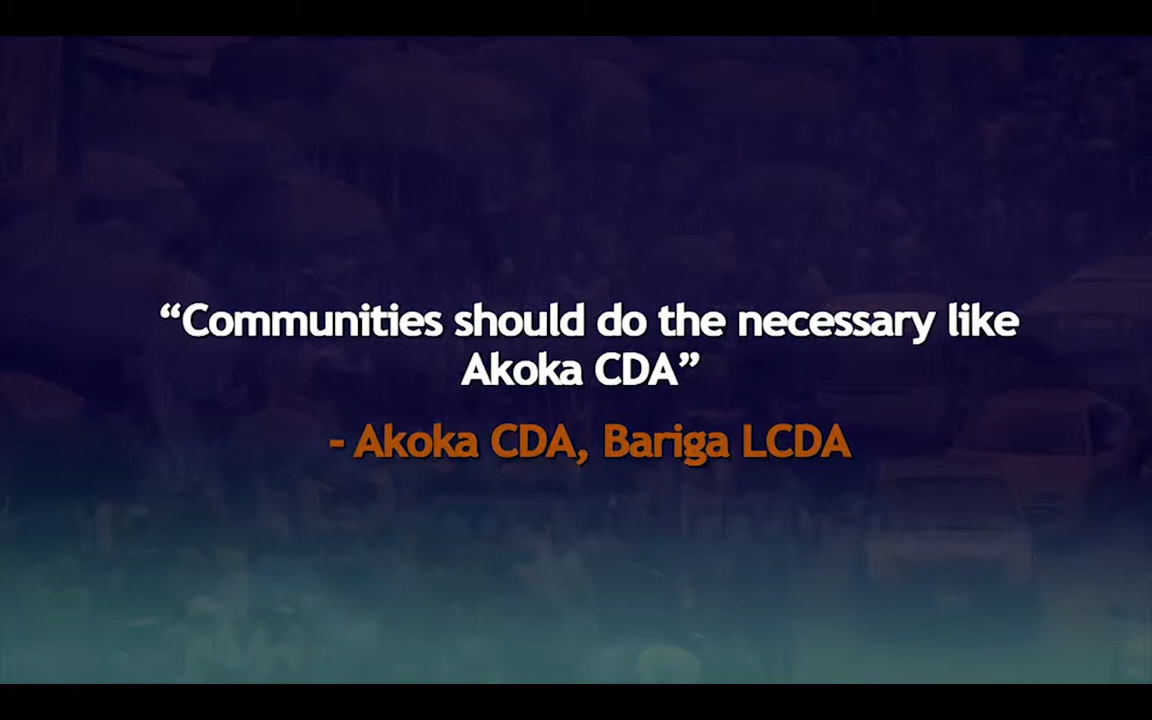 “Communities should do the necessary like
Akoka CDA”
- Akoka CDA, Bariga LCDA